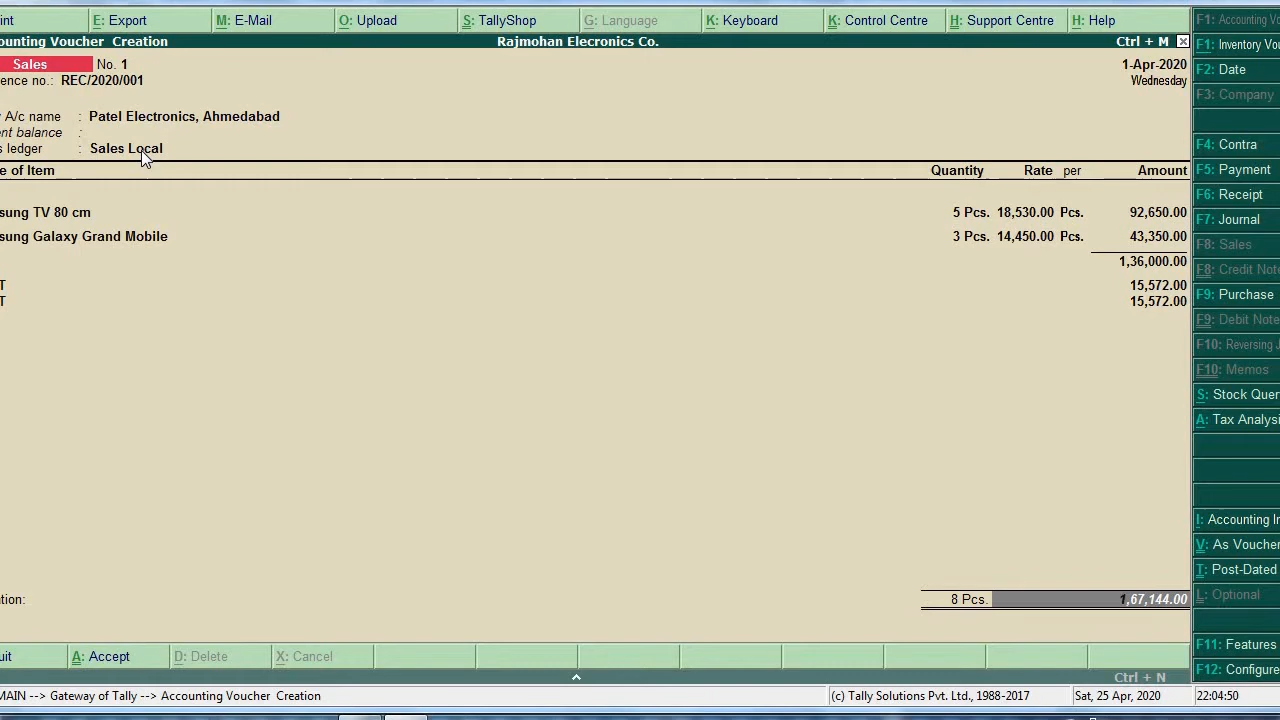 int E: Export M: E-Mail O: Upload S: TallyShop G: Language K: Keyboard K: Control Centre H: Support Centre H: Help
ounting Voucher Creation Rajmohan Elecronics Co. Ctrl + M
Sales No. 1 1-Apr-2020
ence no.: REC/2020/001 Wednesday
A/c name : Patel Electronics, Ahmedabad
ent balance :
s ledger : Sales Local
e of Item Quantity Rate per Amount
sung TV 80 cm 5 Pcs. 18,530.00 Pcs. 92,650.00
sung Galaxy Grand Mobile 3 Pcs. 14,450.00 Pcs. 43,350.00
1,36,000.00
T 15,572.00
T 15,572.00
ation: 8 Pcs. 1,67,144.00
uit A: Accept D: Delete X: Cancel
Ctrl + N
MAIN --> Gateway of Tally --> Accounting Voucher Creation (c) Tally Solutions Pvt. Ltd., 1988-2017 Sat, 25 Apr, 2020 22:04:50
F1: Accounting Vo
F1: Inventory Vou
F2: Date
F3: Company
F4: Contra
F5: Payment
F6: Receipt
F7: Journal
F8: Sales
F8: Credit Note
F9: Purchase
F9: Debit Note
F10: Reversing J
F10: Memos
S: Stock Quer
A: Tax Analysi
I: Accounting In
V: As Voucher
T: Post-Dated
L: Optional
F11: Features
F12: Configure